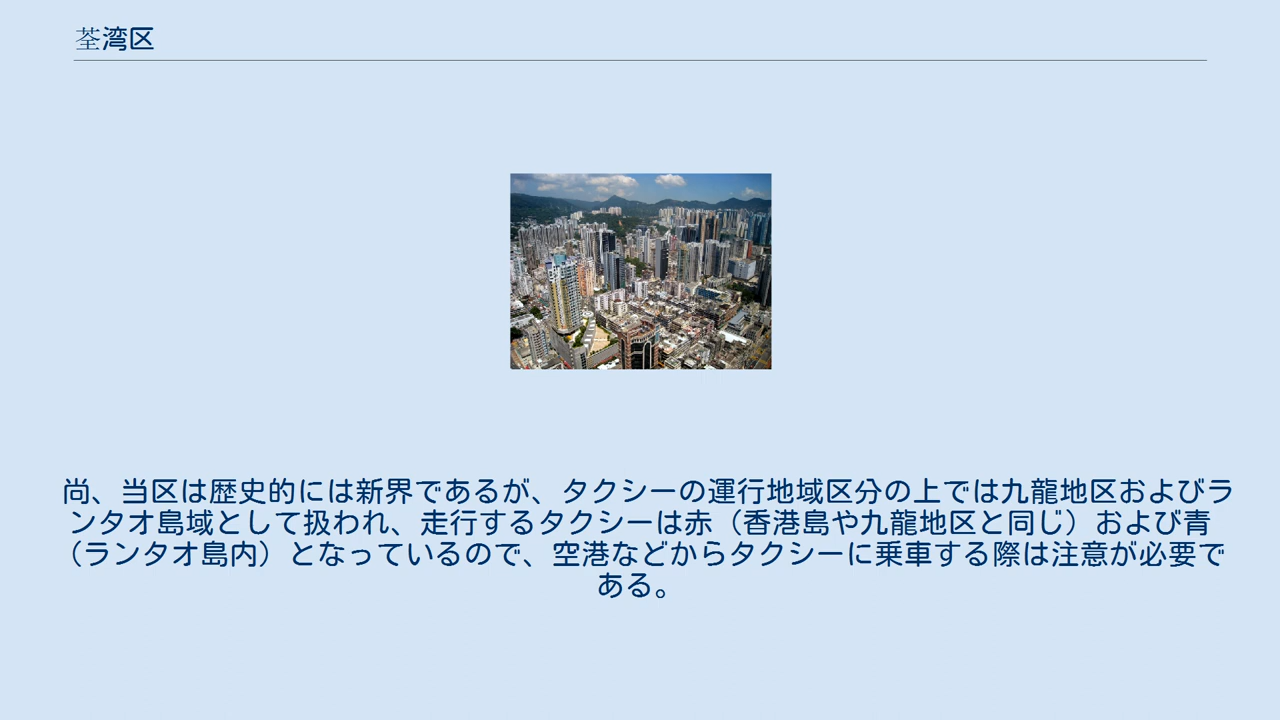 荃湾区
尚、当区は歴史的には新界であるが、タクシーの運行地域区分の上では九龍地区およびラ
ンタオ島域として扱われ、走行するタクシーは赤（香港島や九龍地区と同じ）および青
（ランタオ島内）となっているので、空港などからタクシーに乗車する際は注意が必要で
ある。